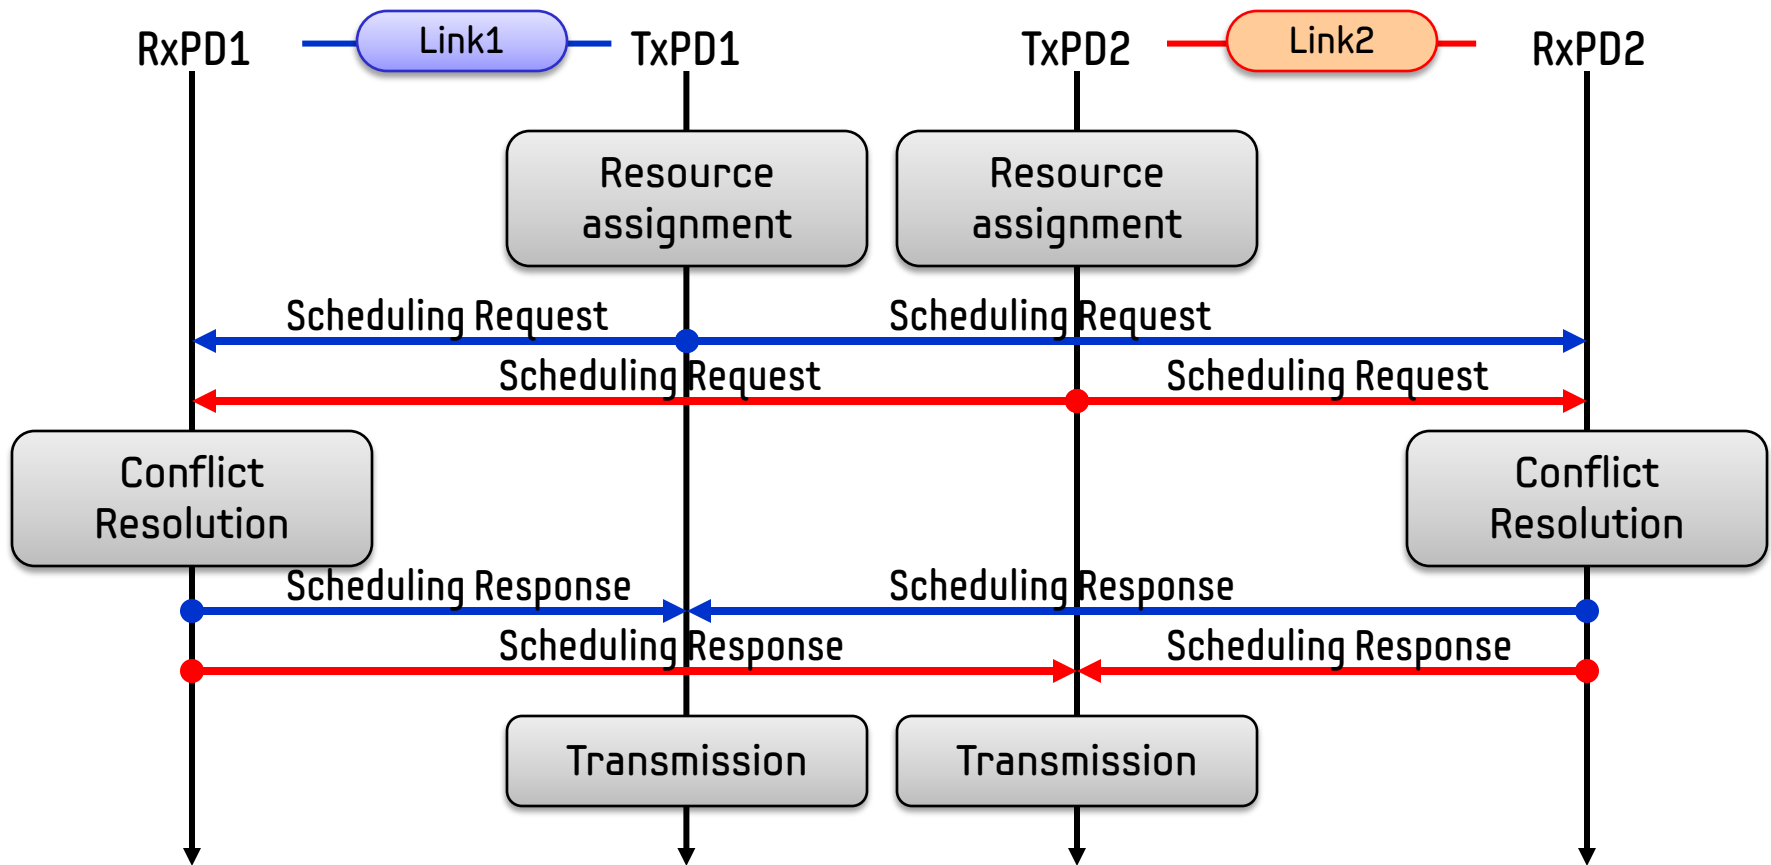 RxPD1
Link1
TxPD1
TxPD2
Link2
RxPD2
Resource
assignment
Resource
assignment
Scheduling Request
Scheduling Request
Scheduling Request
Scheduling Request
Conflict
Resolution
Conflict
Resolution
Scheduling Response
Scheduling Response
Scheduling Response
Scheduling Response
Transmission
Transmission